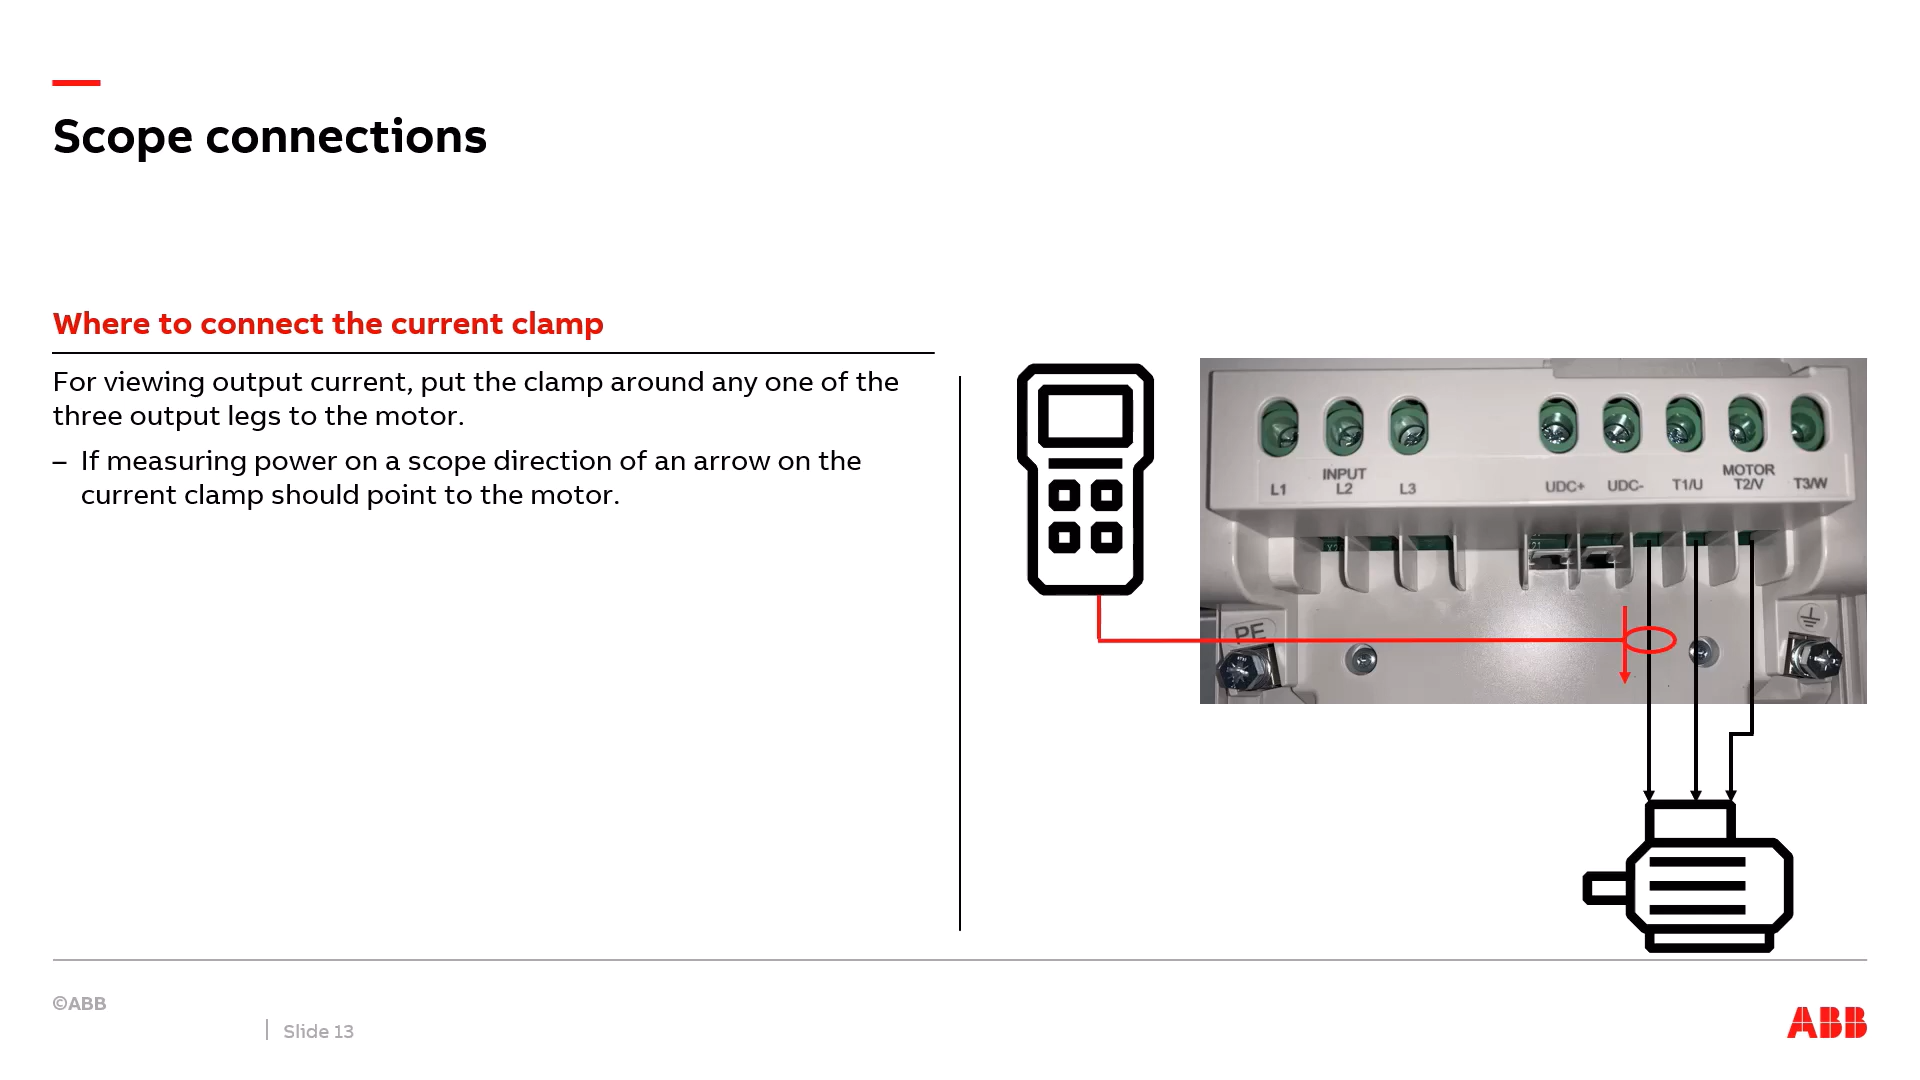 Scope connections
Where to connect the current clamp
For viewing output current, put the clamp around any one of the
three output legs to the motor.
– If measuring power on a scope direction of an arrow on the
current clamp should point to the motor.
INPUT
L1 L2 L3
MOTOR
UDC+ UDC- T1/U T2/V T3/W
PE
©ABB
Slide 13
ABB